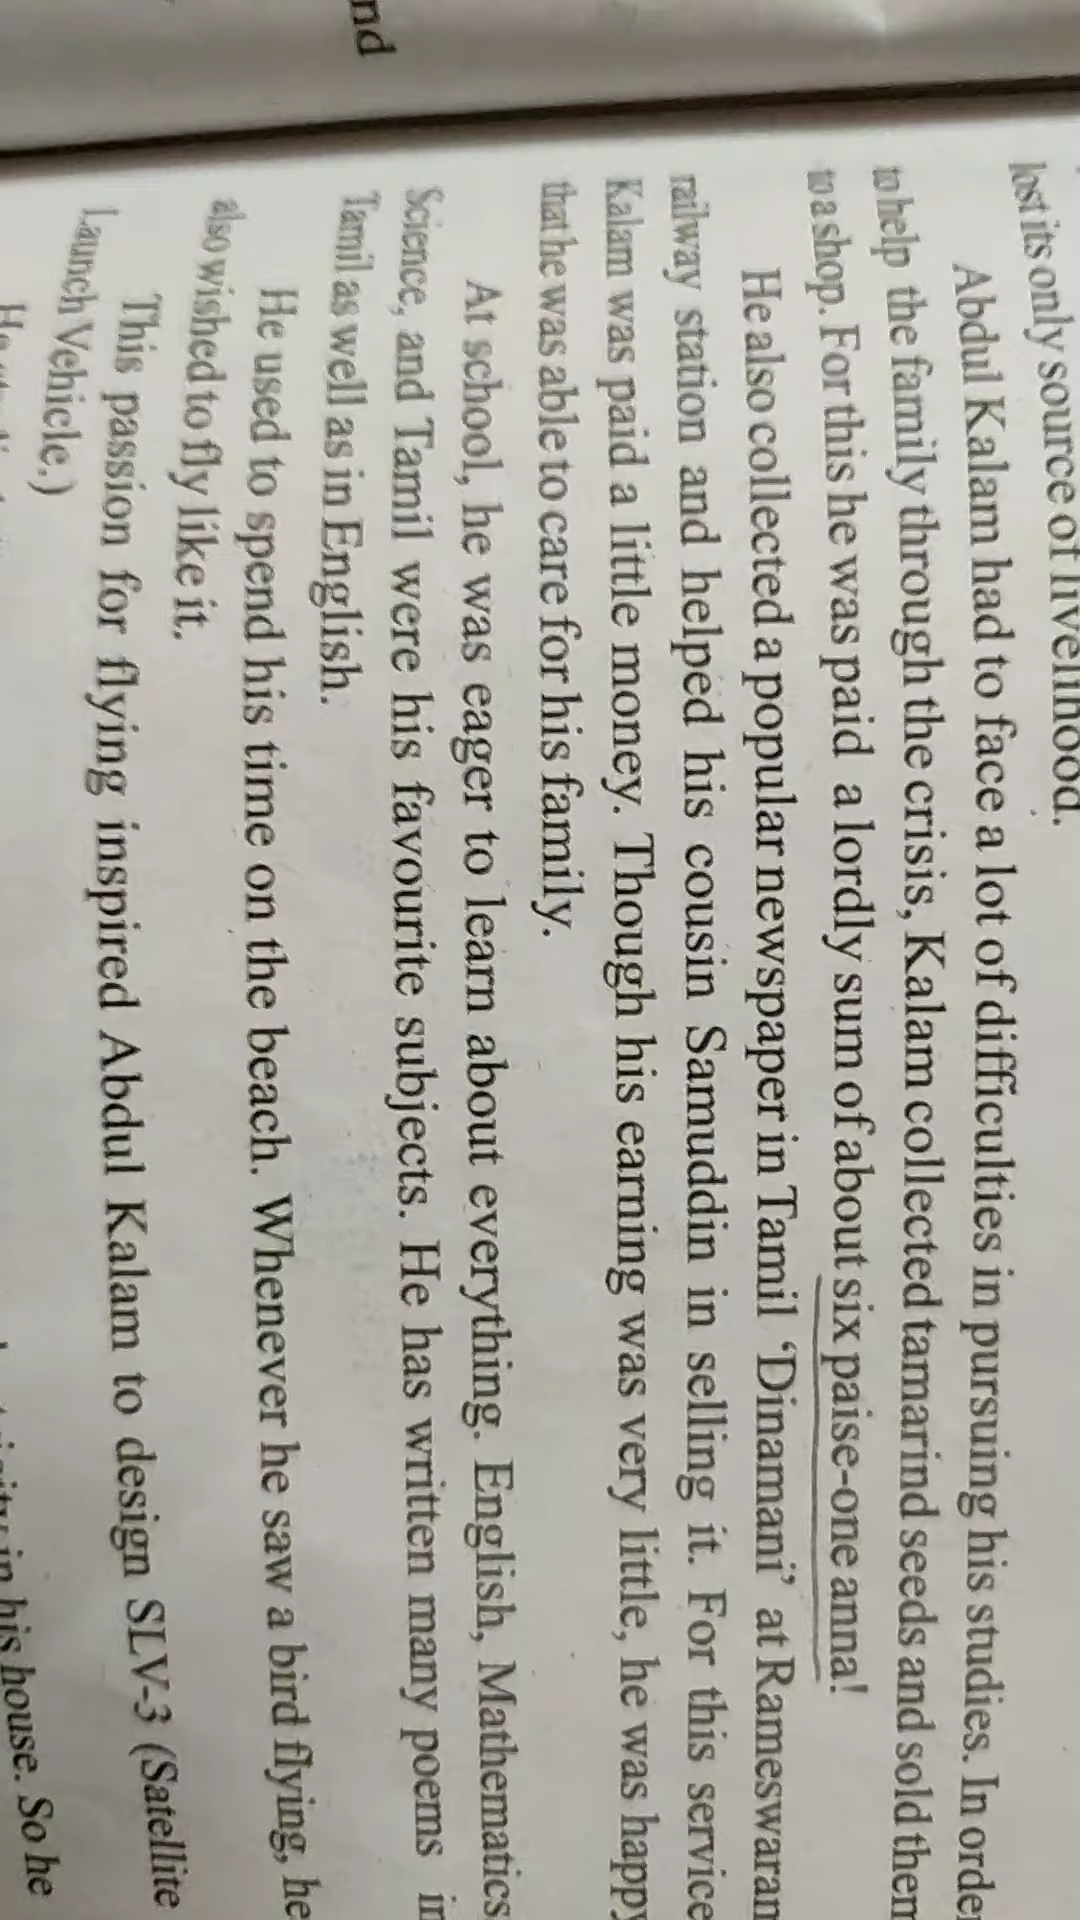 nd
lost its only source of livelihood.
Abdul Kalam had to face a lot of difficulties in pursuing his studies. In order
to help the family through the crisis, Kalam collected tamarind seeds and sold them
to a shop. For this he was paid a lordly sum of about six paise-one anna!
He also collected a popular newspaper in Tamil ‘Dinamani’ at Rameswaram
railway station and helped his cousin Samuddin in selling it. For this service
Kalam was paid a little money. Though his earning was very little, he was happy
that he was able to care for his family.
At school, he was eager to learn about everything. English, Mathematics,
Science, and Tamil were his favourite subjects. He has written many poems in
Tamil as well as in English.
He used to spend his time on the beach. Whenever he saw a bird flying, he
also wished to fly like it.
This passion for flying inspired Abdul Kalam to design SLV-3 (Satellite
Launch Vehicle.)
He in his house. So he